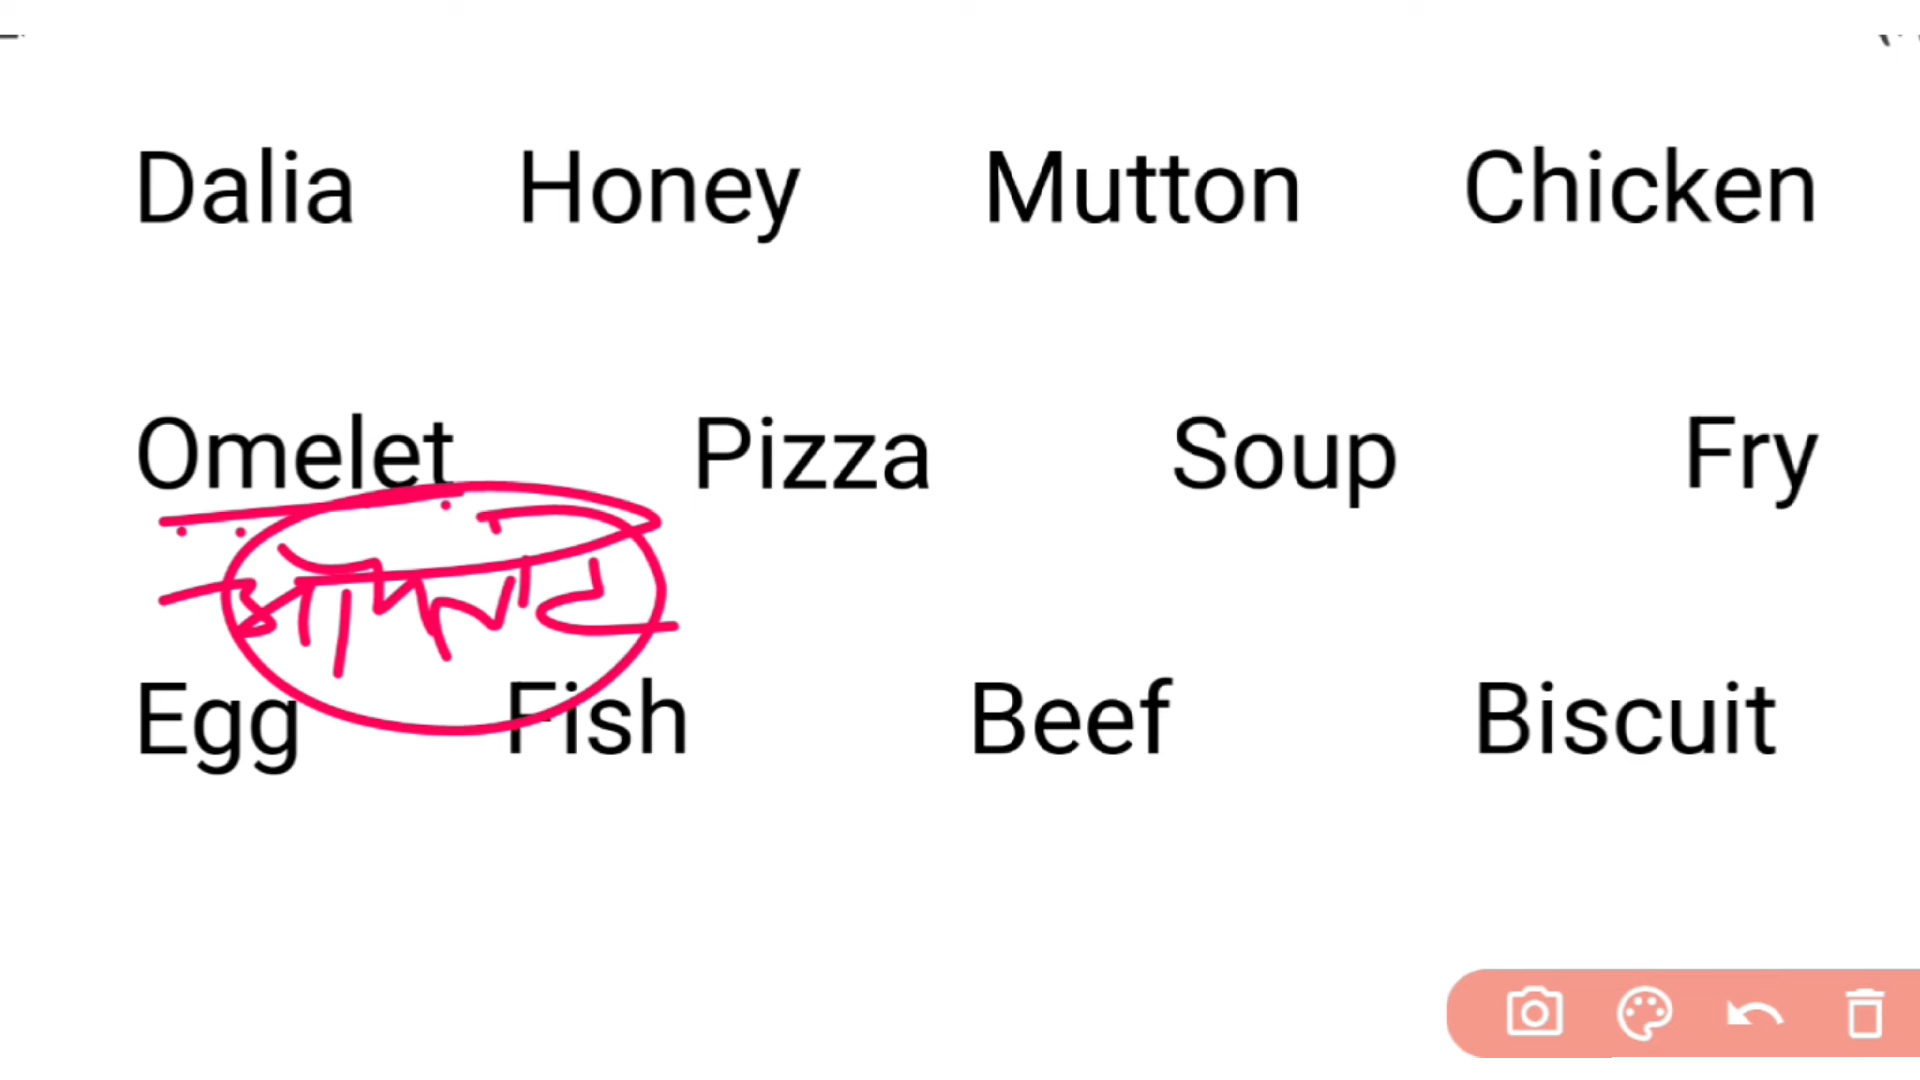 Dalia Honey Mutton Chicken
Omelet Pizza Soup Fry
Egg Fish Beef Biscuit